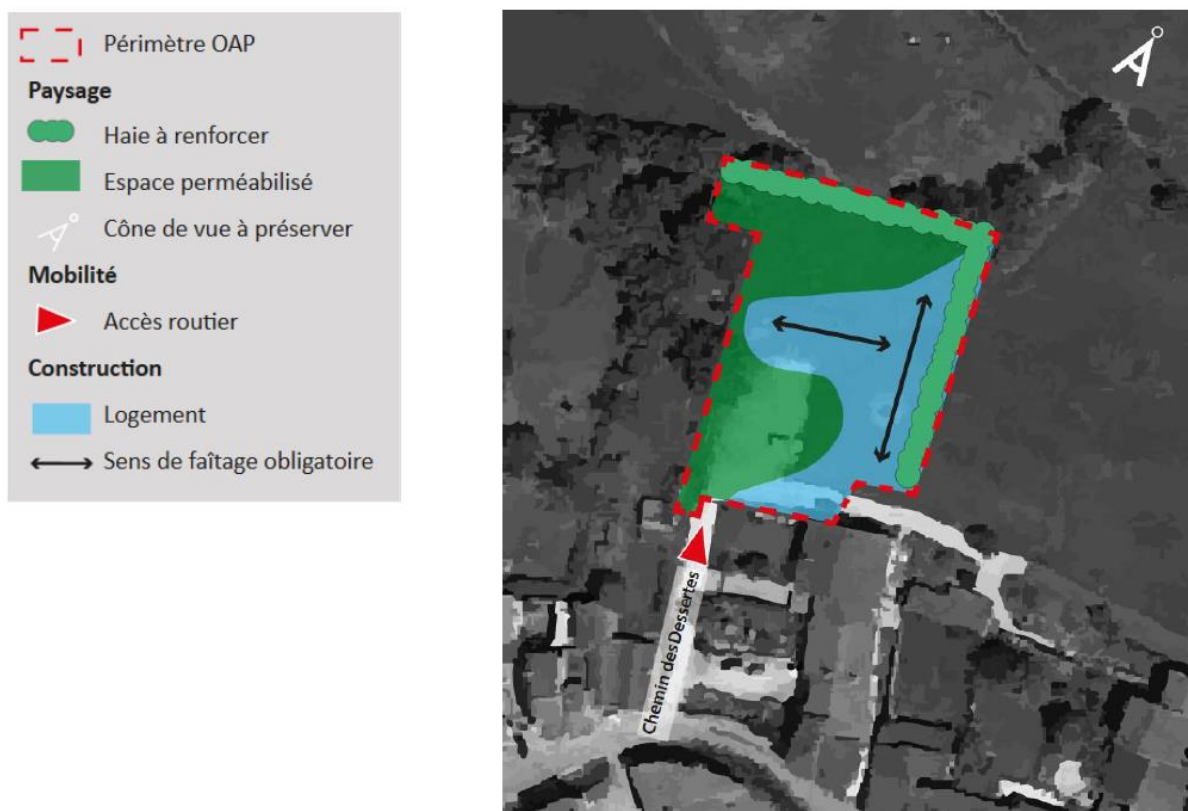 Périmètre OAP
Paysage
Haie à renforcer
Espace perméabilisé
Cône de vue à préserver
Mobilité
Accès routier
Construction
Logement
Sens de faîtage obligatoire
Chemin des Dessertes